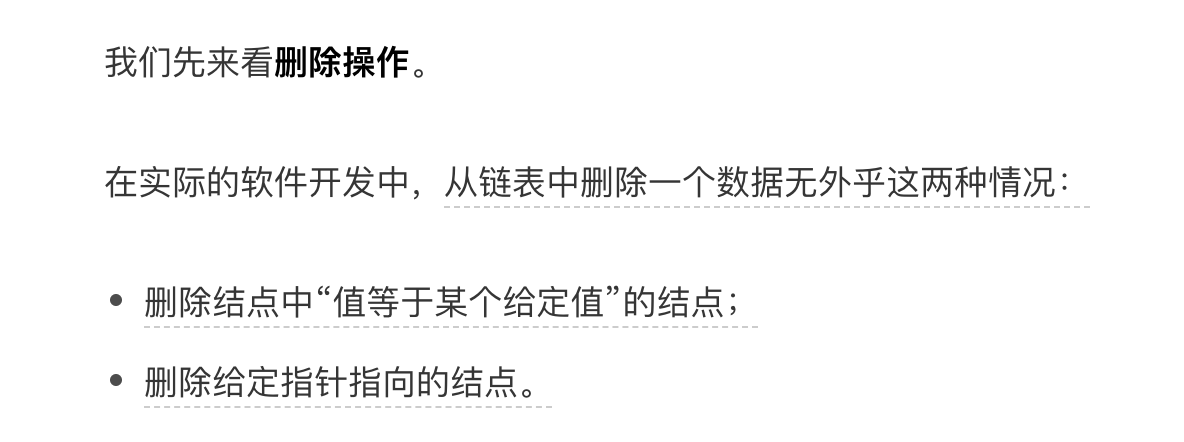 我们先来看删除操作。
在实际的软件开发中，从链表中删除一个数据无外乎这两种情况：
• 删除结点中“值等于某个给定值”的结点；
• 删除给定指针指向的结点。